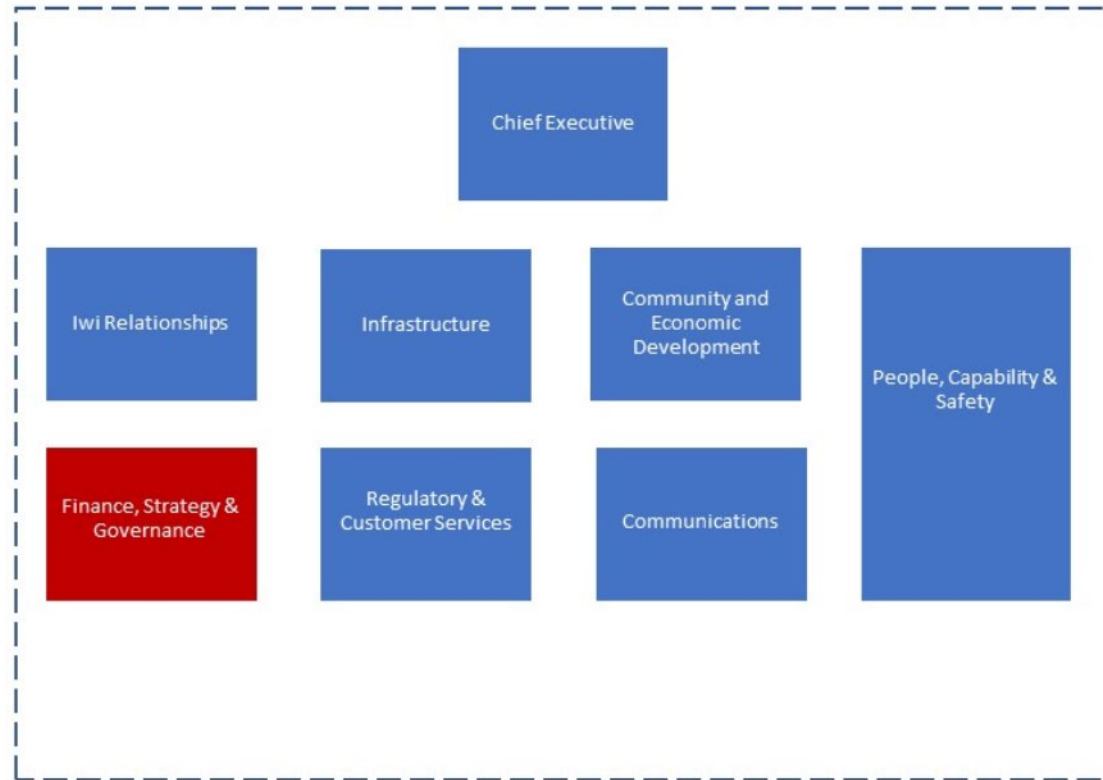 Chief Executive
Iwi Relationships
Infrastructure
Community and
Economic
Development
People, Capability &
Safety
Finance, Strategy &
Governance
Regulatory &
Customer Services
Communications